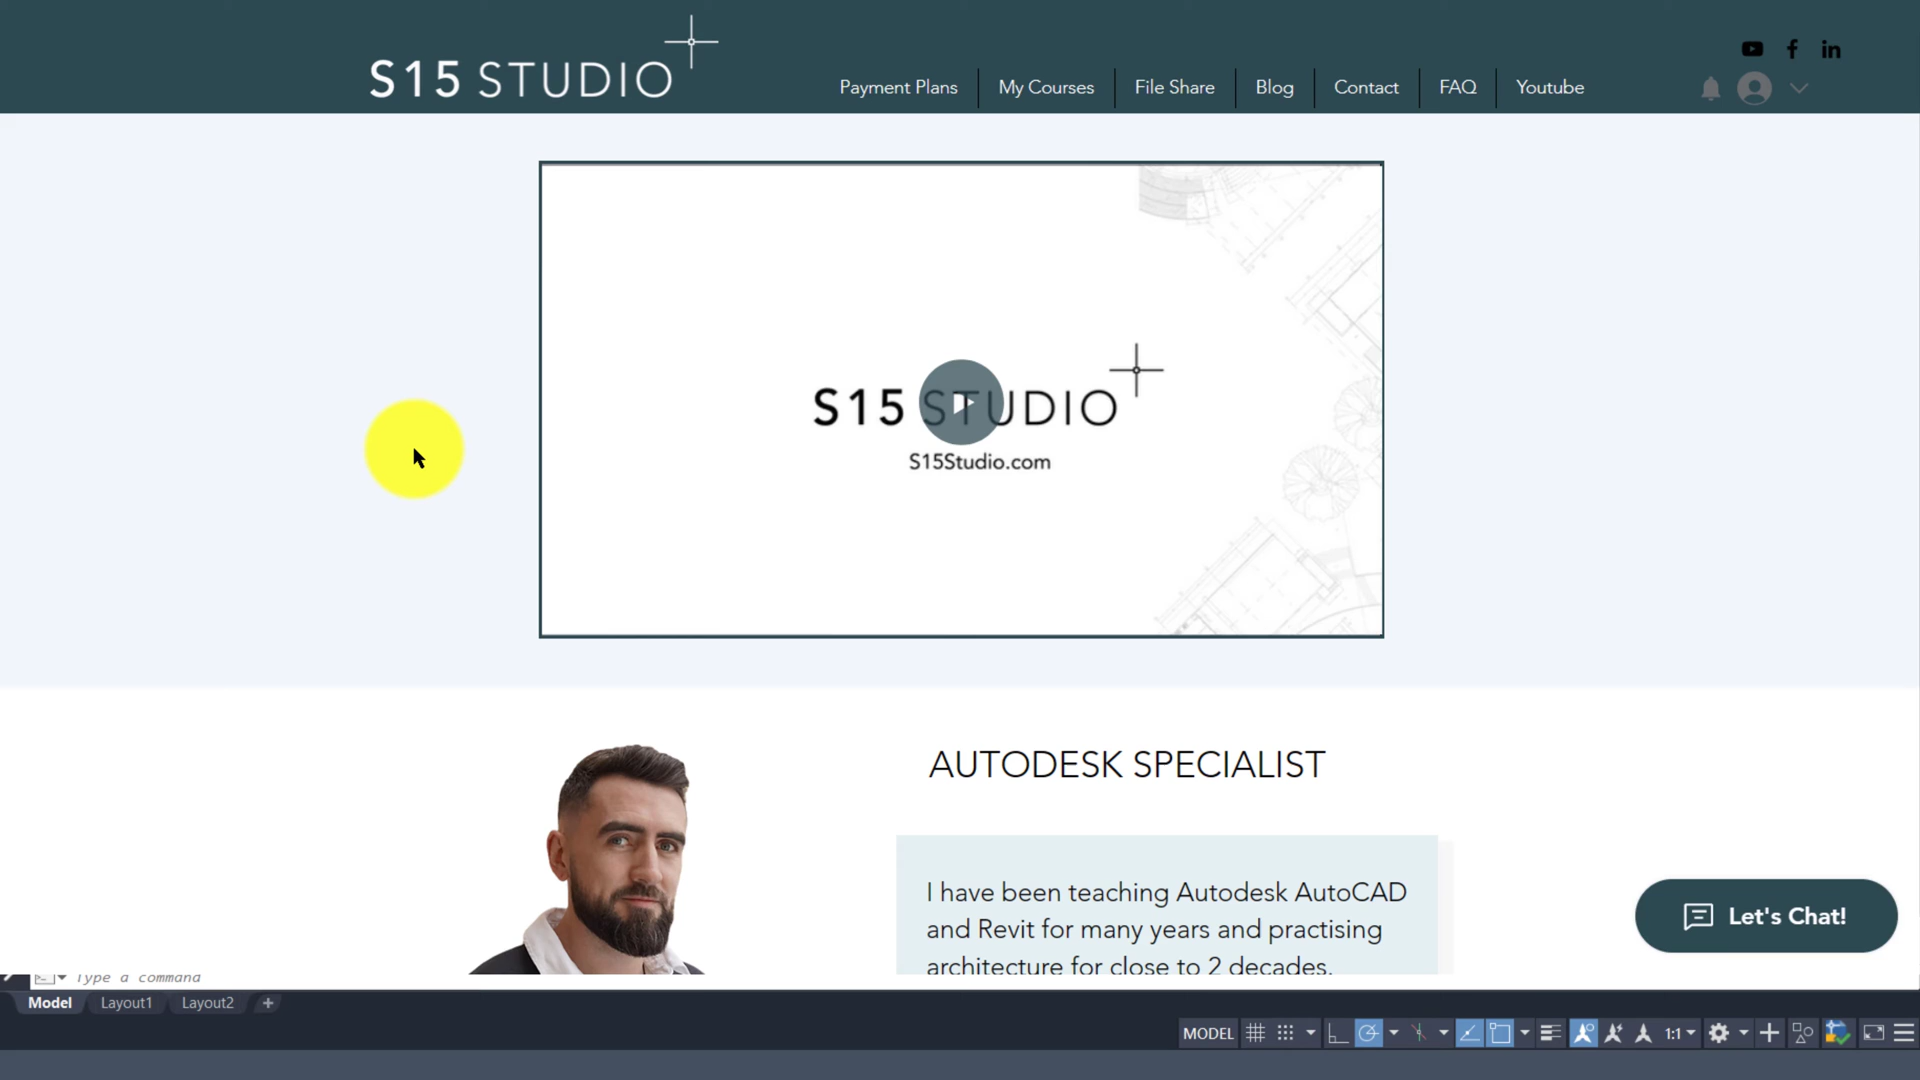 S15 STUDIO
Payment Plans
My Courses
File Share
Blog
Contact
FAQ
Youtube
S15 STUDIO
S15Studio.com
AUTODESK SPECIALIST
I have been teaching Autodesk AutoCAD
and Revit for many years and practising
architecture for close to 2 decades.
Let's Chat!
Type a command
Model
Layout1
Layout2
MODEL
1:1